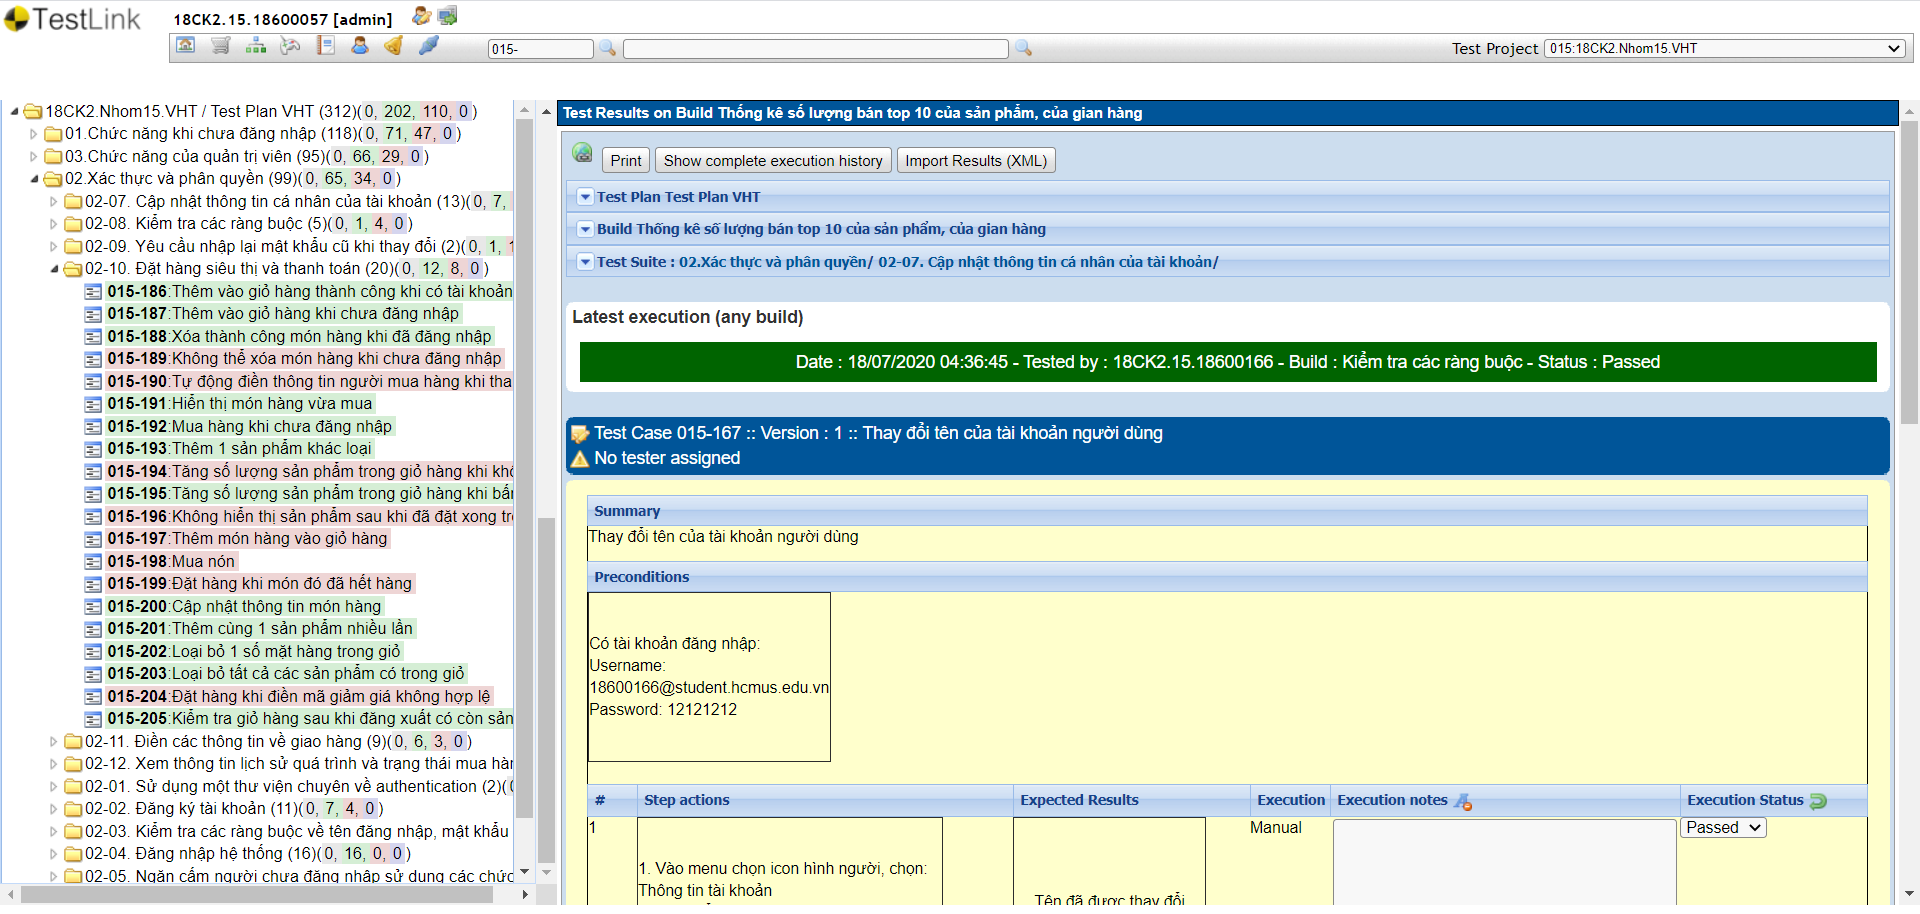 TestLink
18CK2.15.18600057 [admin]
015-
Test Project 015:18CK2.Nhom15.VHT
18CK2.Nhom15.VHT / Test Plan VHT (312)(0, 202, 110, 0)
01.Chức năng khi chưa đăng nhập (118)(0, 71, 47, 0)
03.Chức năng của quản trị viên (95)(0, 66, 29, 0)
02.Xác thực và phân quyền (99)(0, 65, 34, 0)
02-07. Cập nhật thông tin cá nhân của tài khoản (13)(0, 7,
02-08. Kiểm tra các ràng buộc (5)(0, 1, 4, 0)
02-09. Yêu cầu nhập lại mật khẩu cũ khi thay đổi (2)(0, 1, 1
02-10. Đặt hàng siêu thị và thanh toán (20)(0, 12, 8, 0)
015-186:Thêm vào giỏ hàng thành công khi có tài khoản
015-187:Thêm vào giỏ hàng khi chưa đăng nhập
015-188:Xóa thành công món hàng khi đã đăng nhập
015-189:Không thể xóa món hàng khi chưa đăng nhập
015-190:Tự động điền thông tin người mua hàng khi tha
015-191:Hiển thị món hàng vừa mua
015-192:Mua hàng khi chưa đăng nhập
015-193:Thêm 1 sản phẩm khác loại
015-194:Tăng số lượng sản phẩm trong giỏ hàng khi khô
015-195:Tăng số lượng sản phẩm trong giỏ hàng khi bấm
015-196:Không hiển thị sản phẩm sau khi đã đặt xong tr
015-197:Thêm món hàng vào giỏ hàng
015-198:Mua nón
015-199:Đặt hàng khi món đó đã hết hàng
015-200:Cập nhật thông tin món hàng
015-201:Thêm cùng 1 sản phẩm nhiều lần
015-202:Loại bỏ 1 số mặt hàng trong giỏ
015-203:Loại bỏ tất cả các sản phẩm có trong giỏ
015-204:Đặt hàng khi điền mã giảm giá không hợp lệ
015-205:Kiểm tra giỏ hàng sau khi đăng xuất có còn sản
02-11. Điền các thông tin về giao hàng (9)(0, 6, 3, 0)
02-12. Xem thông tin lịch sử quá trình và trạng thái mua hàn
02-01. Sử dụng một thư viện chuyên về authentication (2)(0
02-02. Đăng ký tài khoản (11)(0, 7, 4, 0)
02-03. Kiểm tra các ràng buộc về tên đăng nhập, mật khẩu
02-04. Đăng nhập hệ thống (16)(0, 16, 0, 0)
02-05. Ngăn cấm người chưa đăng nhập sử dụng các chức
Test Results on Build Thống kê số lượng bán top 10 của sản phẩm, của gian hàng
Print Show complete execution history Import Results (XML)
Test Plan Test Plan VHT
Build Thống kê số lượng bán top 10 của sản phẩm, của gian hàng
Test Suite : 02.Xác thực và phân quyền/ 02-07. Cập nhật thông tin cá nhân của tài khoản/
Latest execution (any build)
Date : 18/07/2020 04:36:45 - Tested by : 18CK2.15.18600166 - Build : Kiểm tra các ràng buộc - Status : Passed
Test Case 015-167 :: Version : 1 :: Thay đổi tên của tài khoản người dùng
No tester assigned
Summary
Thay đổi tên của tài khoản người dùng
Preconditions
Có tài khoản đăng nhập:
Username:
18600166@student.hcmus.edu.vn
Password: 12121212
# Step actions Expected Results Execution Execution notes Execution Status
1 Manual Passed
1. Vào menu chọn icon hình người, chọn:
Thông tin tài khoản
Tên đã được thay đổi